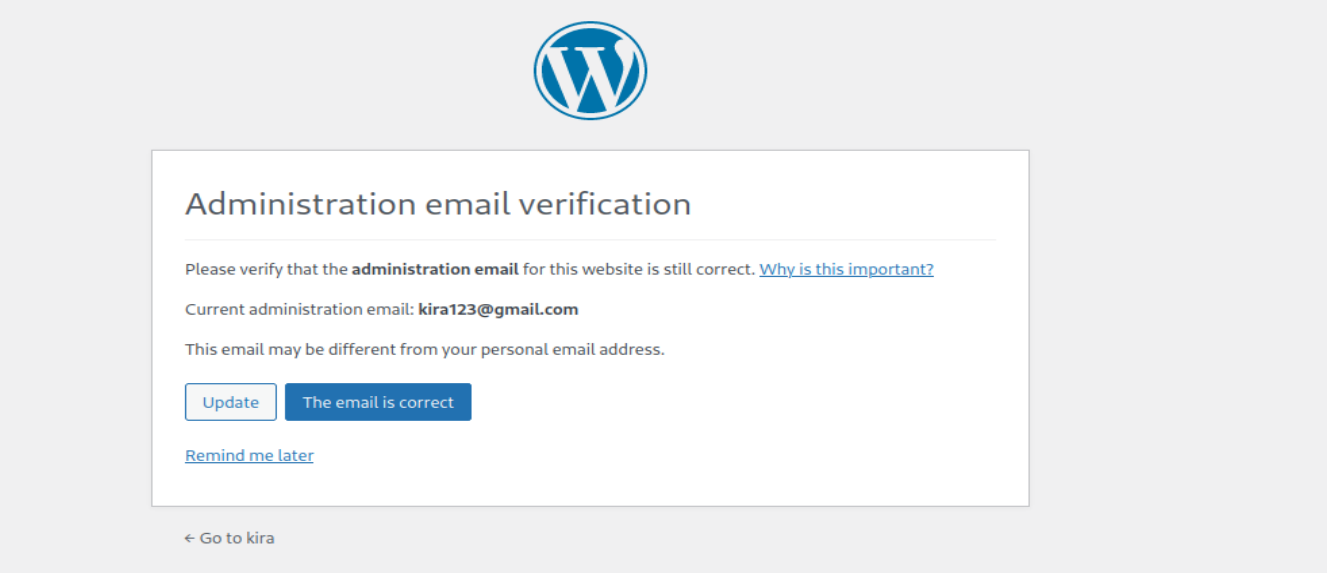 Administration email verification
Please verify that the administration email for this website is still correct. Why is this important?
Current administration email: kira123@gmail.com
This email may be different from your personal email address.
Update The email is correct
Remind me later
← Go to kira